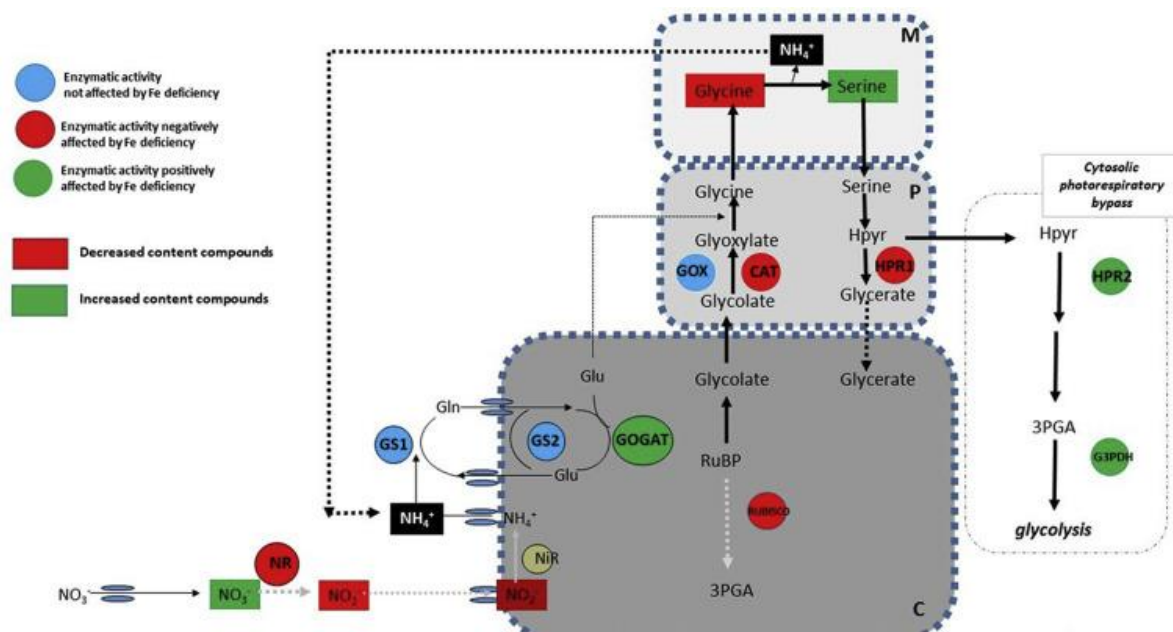 Enzymatic activity
not affected by Fe deficiency
Enzymatic activity negatively
affected by Fe deficiency
Enzymatic activity positively
affected by Fe deficiency
Decreased content compounds
Increased content compounds
M
NH₄⁺
Glycine
Serine
P
Glycine
Serine
Glyoxylate
Hpyr
GOX
CAT
HPR1
Glycolate
Glycerate
Cytosolic
photorespiratory
bypass
Hpyr
HPR2
3PGA
G3PDH
glycolysis
Glu
Glycolate
Glycerate
Gln
GS1
GS2
GOGAT
Glu
RuBP
RUBISCO
NH₄⁺
NH₄⁺
NiR
NR
NO₃⁻
NO₃⁻
NO₂⁻
NO₂⁻
3PGA
C